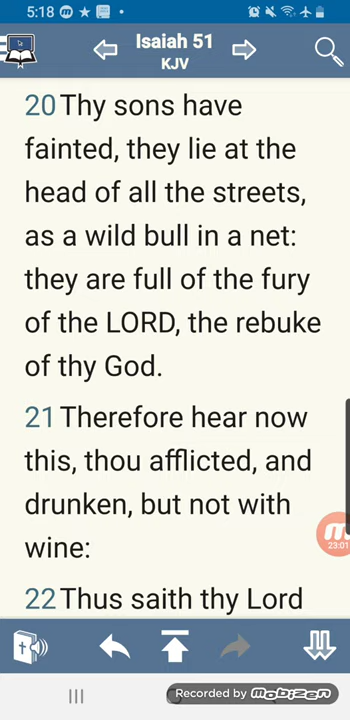 5:18
Isaiah 51
KJV
20 Thy sons have
fainted, they lie at the
head of all the streets,
as a wild bull in a net:
they are full of the fury
of the LORD, the rebuke
of thy God.
21 Therefore hear now
this, thou afflicted, and
drunken, but not with
wine:
23:01
22 Thus saith thy Lord
Recorded by mobizen